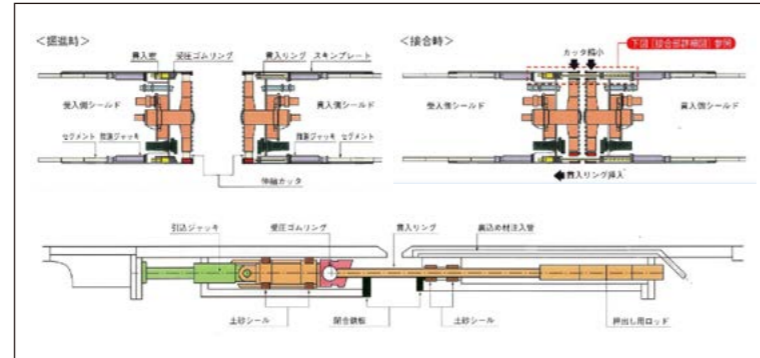 <掘進時>
貫入室 受圧ゴムリング
貫入リング スキンプレート
受入側シールド
貫入側シールド
セグメント 推進ジャッキ
推進ジャッキ セグメント
伸縮カッタ
<接合時>
カッタ縮小
下図［接合部詳細図］参照
受入側シールド
貫入側シールド
貫入リング挿入
引込ジャッキ 受圧ゴムリング 貫入リング 裏込め材注入管
土砂シール 閉合鋼板 土砂シール 押出し用ロッド